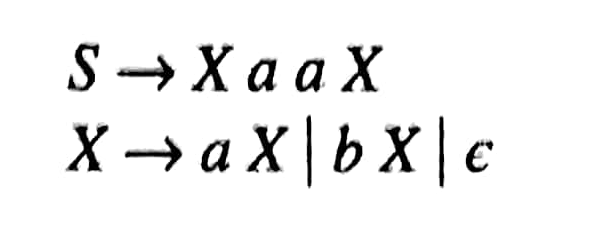 S → X a a X
X → a X | b X | ϵ